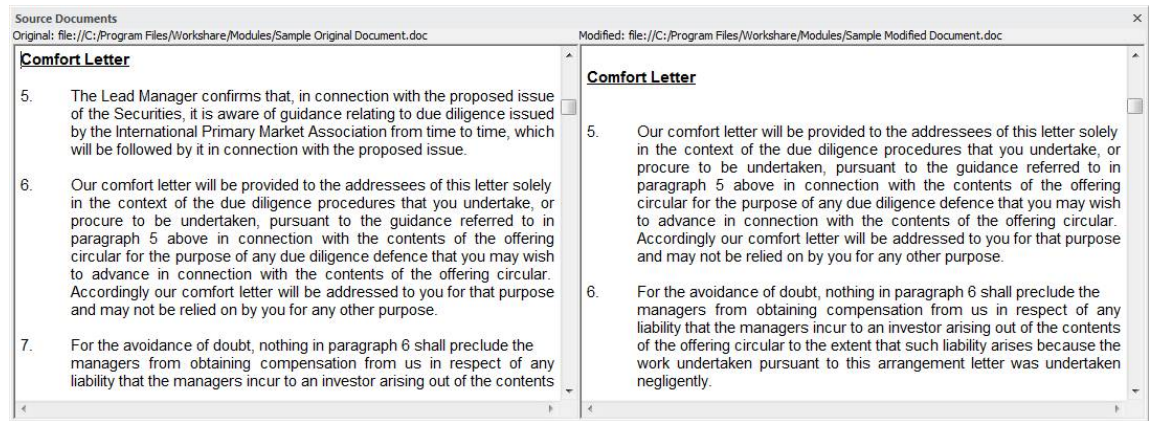 Source Documents
Original: file://C:/Program Files/Workshare/Modules/Sample Original Document.doc
Comfort Letter
5. The Lead Manager confirms that, in connection with the proposed issue
of the Securities, it is aware of guidance relating to due diligence issued
by the International Primary Market Association from time to time, which
will be followed by it in connection with the proposed issue.
6. Our comfort letter will be provided to the addressees of this letter solely
in the context of the due diligence procedures that you undertake, or
procure to be undertaken, pursuant to the guidance referred to in
paragraph 5 above in connection with the contents of the offering
circular for the purpose of any due diligence defence that you may wish
to advance in connection with the contents of the offering circular.
Accordingly our comfort letter will be addressed to you for that purpose
and may not be relied on by you for any other purpose.
7. For the avoidance of doubt, nothing in paragraph 6 shall preclude the
managers from obtaining compensation from us in respect of any
liability that the managers incur to an investor arising out of the contents
Modified: file://C:/Program Files/Workshare/Modules/Sample Modified Document.doc
Comfort Letter
5. Our comfort letter will be provided to the addressees of this letter solely
in the context of the due diligence procedures that you undertake, or
procure to be undertaken, pursuant to the guidance referred to in
paragraph 5 above in connection with the contents of the offering
circular for the purpose of any due diligence defence that you may wish
to advance in connection with the contents of the offering circular.
Accordingly our comfort letter will be addressed to you for that purpose
and may not be relied on by you for any other purpose.
6. For the avoidance of doubt, nothing in paragraph 6 shall preclude the
managers from obtaining compensation from us in respect of any
liability that the managers incur to an investor arising out of the contents
of the offering circular to the extent that such liability arises because the
work undertaken pursuant to this arrangement letter was undertaken
negligently.